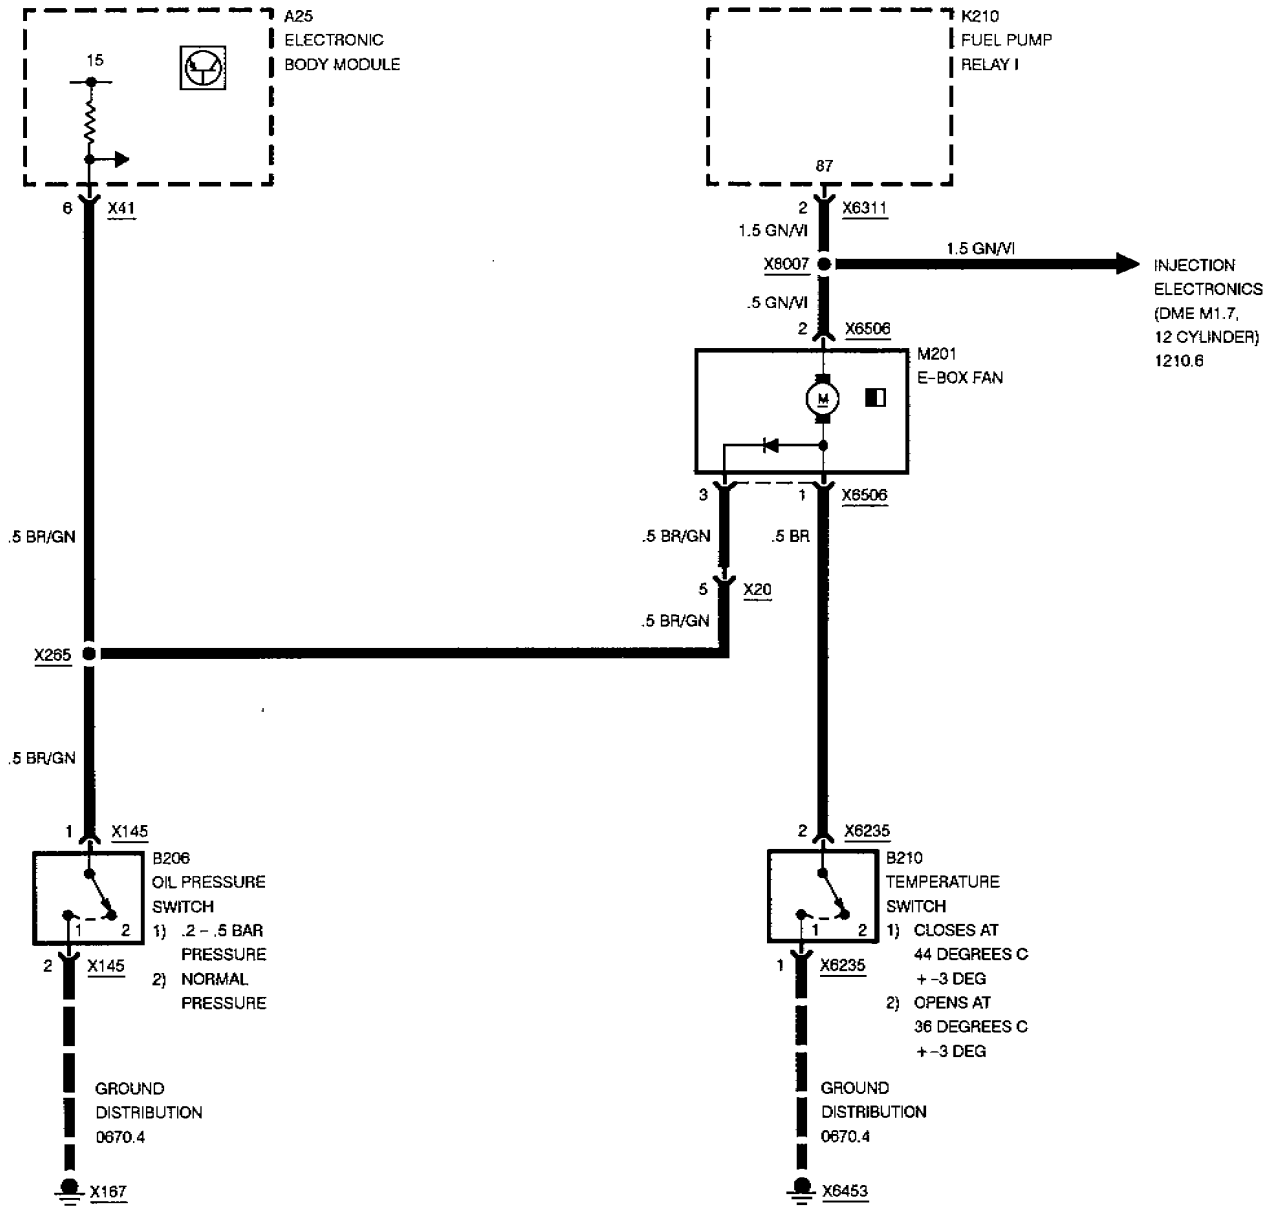 A25
ELECTRONIC
BODY MODULE
15
6 X41
K210
FUEL PUMP
RELAY I
87
2 X6311
1.5 GN/VI
X8007
1.5 GN/VI
INJECTION
ELECTRONICS
(DME M1.7,
12 CYLINDER)
1210.6
.5 GN/VI
2 X6506
M201
E-BOX FAN
M
3 1 X6506
.5 BR/GN
.5 BR/GN .5 BR
5 X20
.5 BR/GN
X265
.5 BR/GN
1 X145
B206
OIL PRESSURE
SWITCH
1) .2 - .5 BAR
PRESSURE
2) NORMAL
PRESSURE
1 2
2 X145
GROUND
DISTRIBUTION
0670.4
X167
2 X6235
B210
TEMPERATURE
SWITCH
1) CLOSES AT
44 DEGREES C
+ -3 DEG
2) OPENS AT
36 DEGREES C
+ -3 DEG
1 2
1 X6235
GROUND
DISTRIBUTION
0670.4
X6453